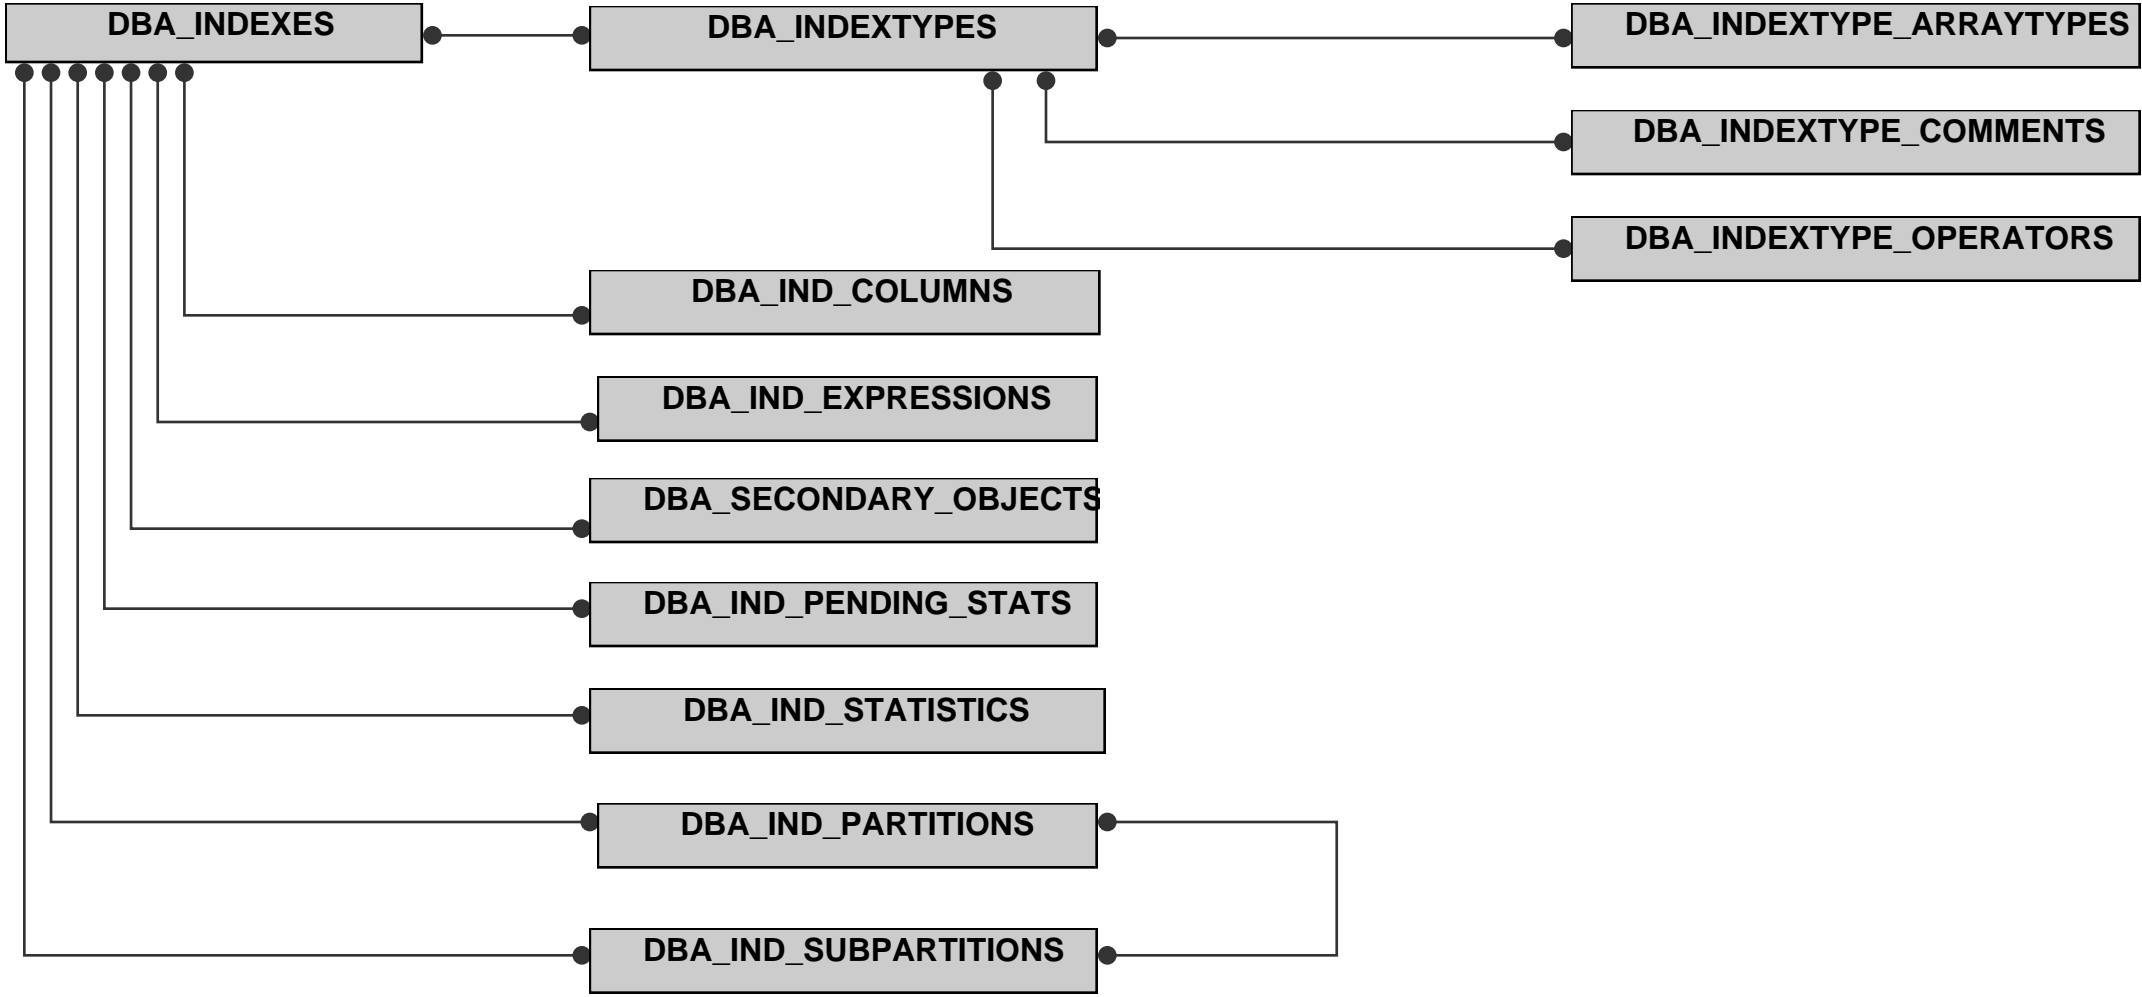 DBA_INDEXES
DBA_INDEXTYPES
DBA_INDEXTYPE_ARRAYTYPES
DBA_INDEXTYPE_COMMENTS
DBA_INDEXTYPE_OPERATORS
DBA_IND_COLUMNS
DBA_IND_EXPRESSIONS
DBA_SECONDARY_OBJECTS
DBA_IND_PENDING_STATS
DBA_IND_STATISTICS
DBA_IND_PARTITIONS
DBA_IND_SUBPARTITIONS